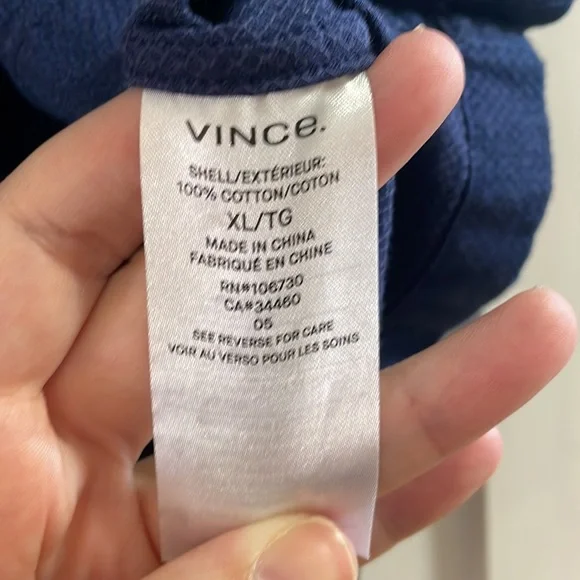 VINCe.
SHELL/EXTÉRIEUR:
100% COTTON/COTON
XL/TG
MADE IN CHINA
FABRIQUÉ EN CHINE
RN#106730
CA#34460
05
SEE REVERSE FOR CARE
VOIR AU VERSO POUR LES SOINS